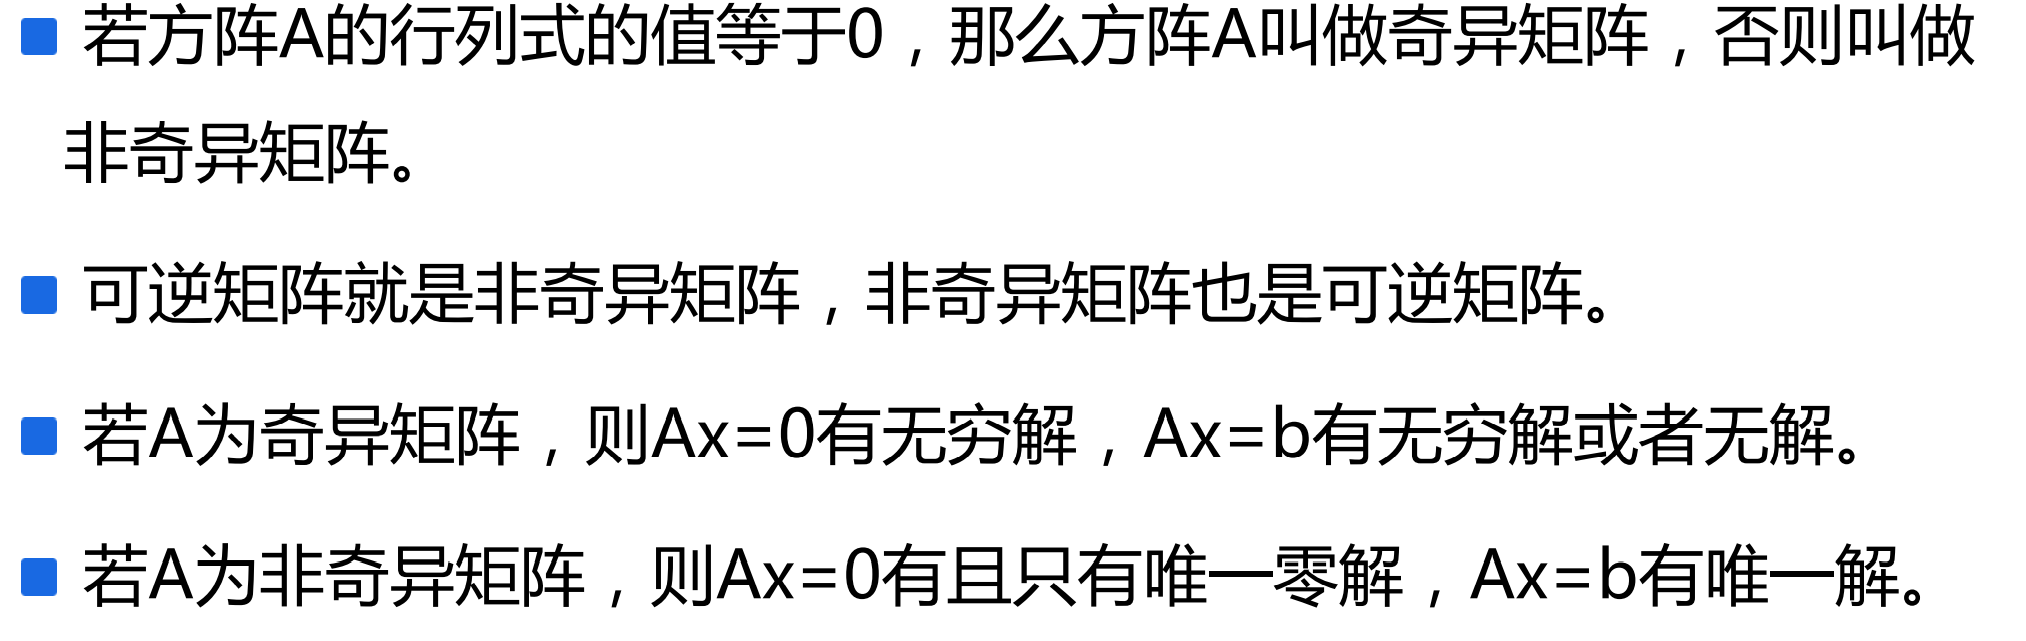 若方阵A的行列式的值等于0，那么方阵A叫做奇异矩阵，否则叫做
非奇异矩阵。
可逆矩阵就是非奇异矩阵，非奇异矩阵也是可逆矩阵。
若A为奇异矩阵，则Ax=0有无穷解，Ax=b有无穷解或者无解。
若A为非奇异矩阵，则Ax=0有且只有唯一零解，Ax=b有唯一解。